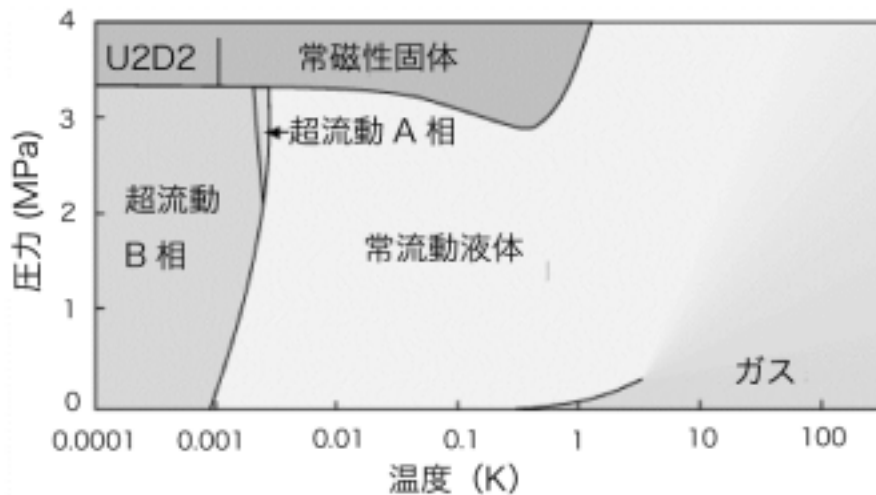 4
U2D2
常磁性固体
3
超流動 A 相
超流動
B 相
2
常流動液体
1
ガス
0
圧力 (MPa)
0.0001
0.001
0.01
0.1
1
10
100
温度（K）